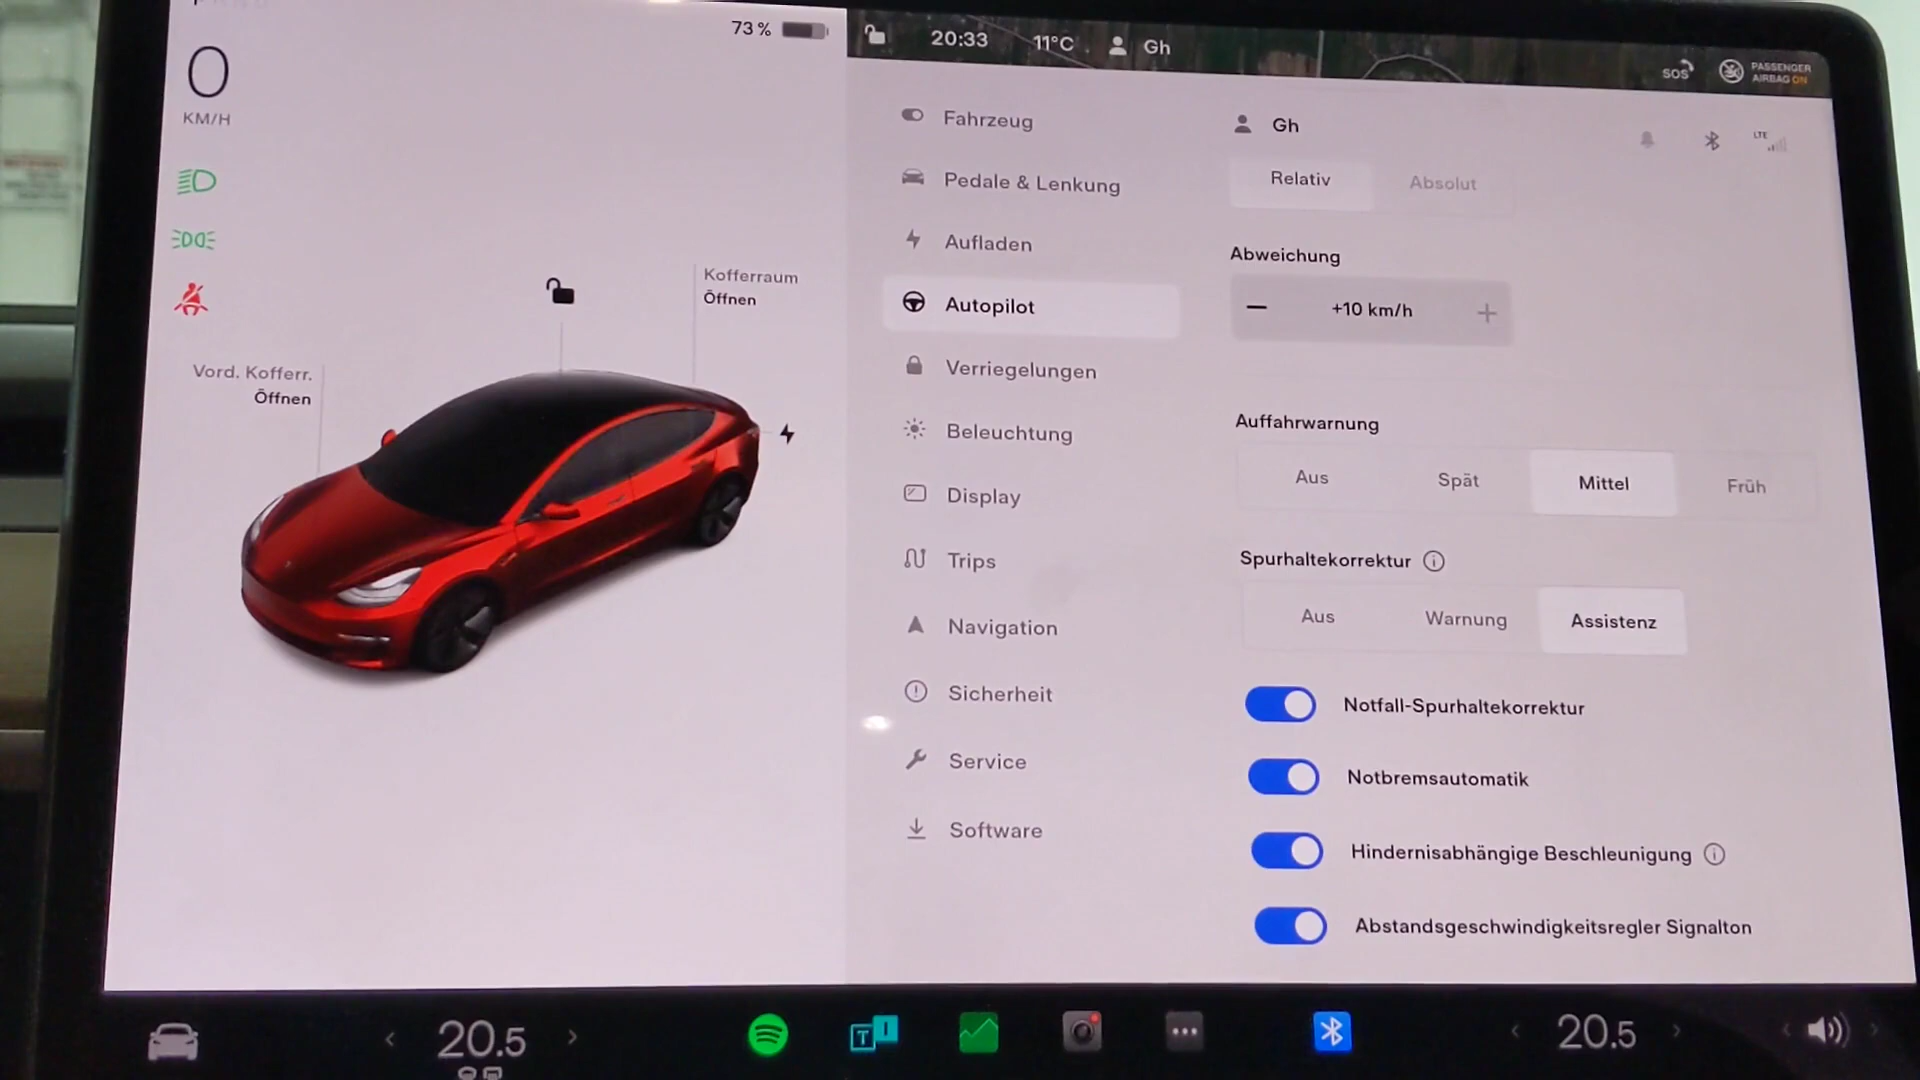 0
KM/H
73 %
20:33
11°C
Gh
SOS
PASSENGER
AIRBAG ON
Kofferraum
Öffnen
Vord. Kofferr.
Öffnen
Fahrzeug
Pedale & Lenkung
Aufladen
Autopilot
Verriegelungen
Beleuchtung
Display
Trips
Navigation
Sicherheit
Service
Software
Gh
LTE
Relativ
Absolut
Abweichung
+10 km/h
Auffahrwarnung
Aus
Spät
Mittel
Früh
Spurhaltekorrektur
Aus
Warnung
Assistenz
Notfall-Spurhaltekorrektur
Notbremsautomatik
Hindernisabhängige Beschleunigung
Abstandsgeschwindigkeitsregler Signalton
20.5
T I
20.5